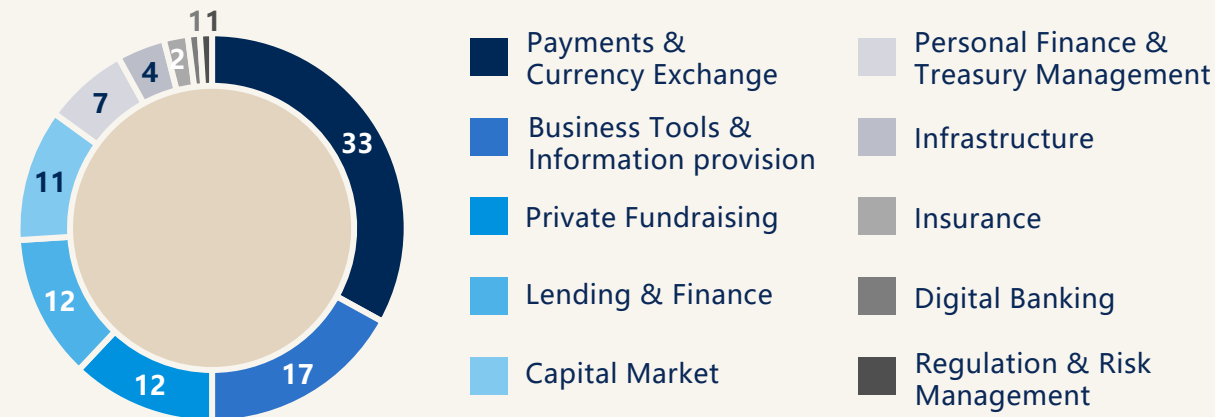 11
2
4
7
33
11
12
12
17
Payments &
Currency Exchange
Business Tools &
Information provision
Private Fundraising
Lending & Finance
Capital Market
Personal Finance &
Treasury Management
Infrastructure
Insurance
Digital Banking
Regulation & Risk
Management